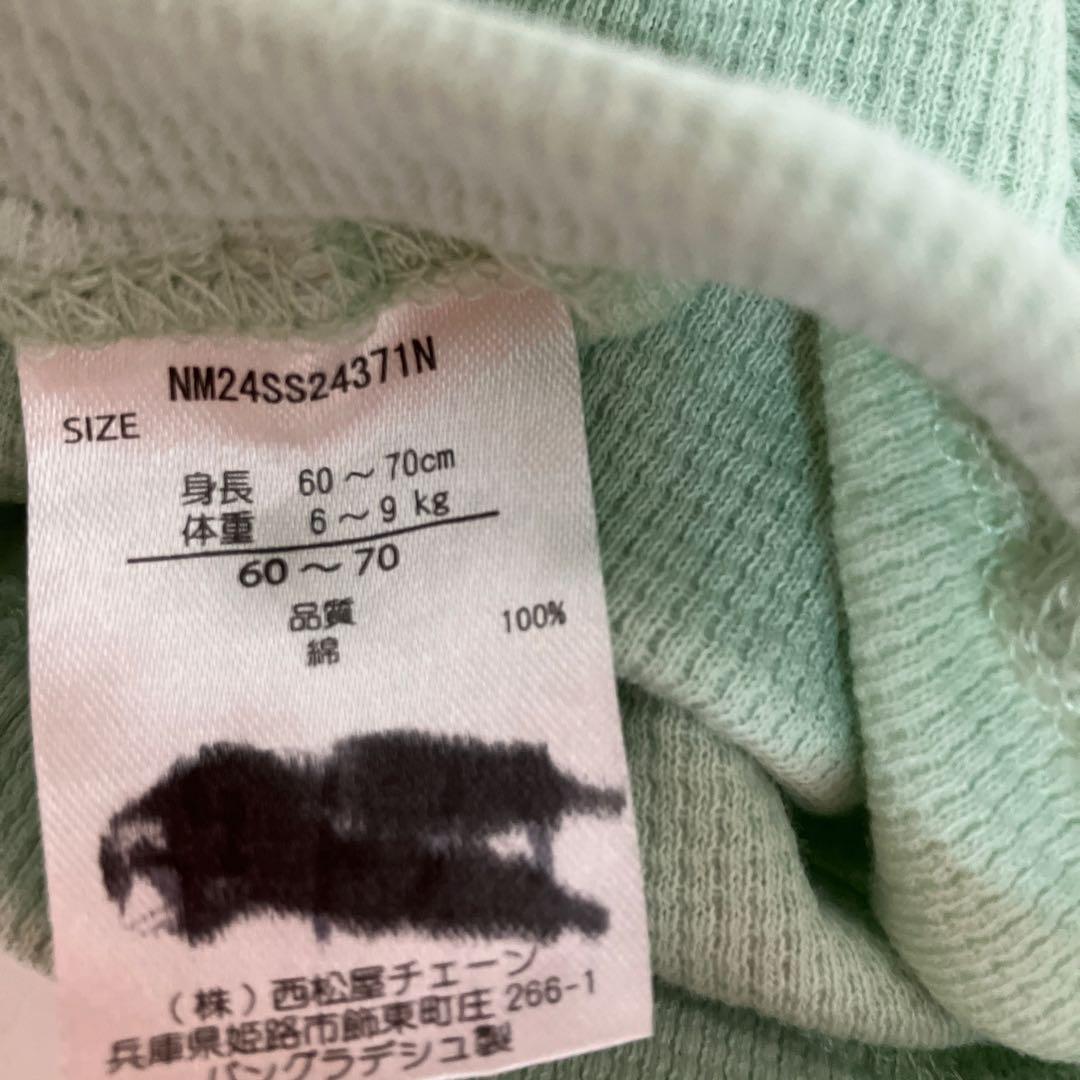 NM24SS24371N
SIZE
身長 60～70cm
体重 6～9 kg
60～70
品質
綿 100%
(株)西松屋チェーン
兵庫県姫路市飾東町庄 266-1
バングラデシュ製